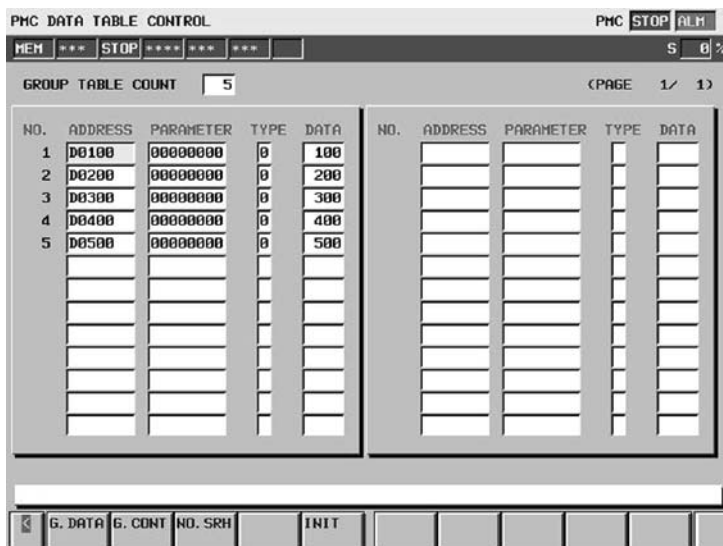 PMC DATA TABLE CONTROL PMC STOP ALM
MEM *** STOP **** *** *** S 0 %
GROUP TABLE COUNT 5 (PAGE 1/ 1)
NO. ADDRESS PARAMETER TYPE DATA NO. ADDRESS PARAMETER TYPE DATA
1 D0100 00000000 0 100
2 D0200 00000000 0 200
3 D0300 00000000 0 300
4 D0400 00000000 0 400
5 D0500 00000000 0 500
< G. DATA G. CONT NO. SRH INIT